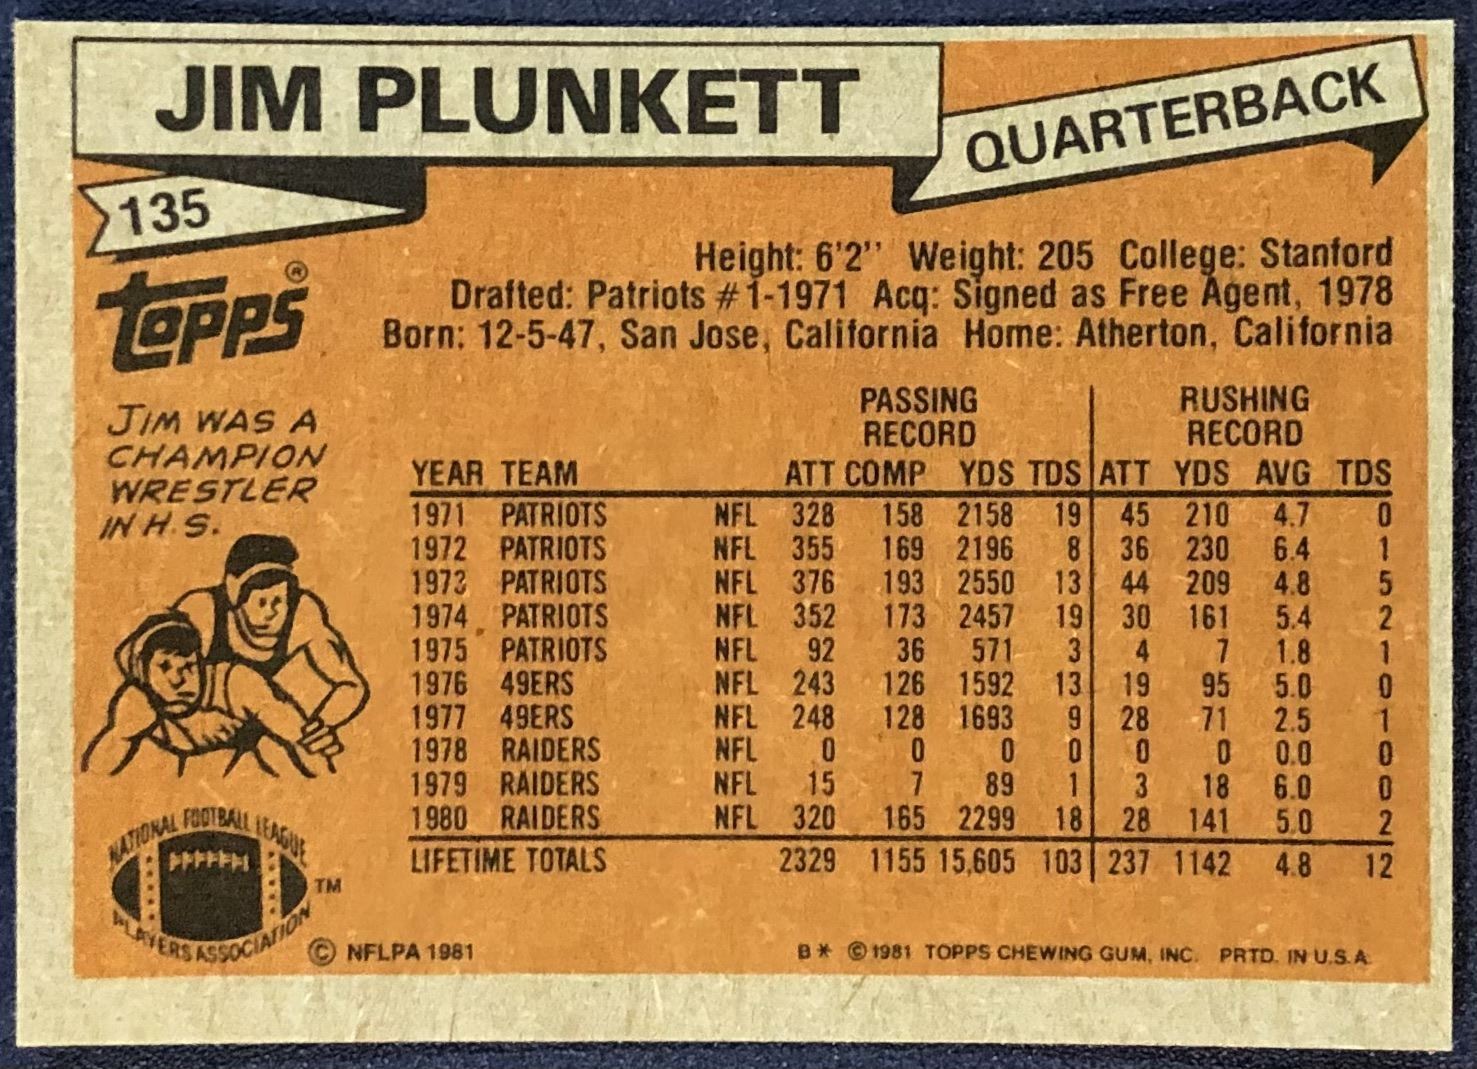 JIM PLUNKETT
QUARTERBACK
135
TOPPS®
Height: 6'2'' Weight: 205 College: Stanford
Drafted: Patriots #1-1971 Acq: Signed as Free Agent, 1978
Born: 12-5-47, San Jose, California Home: Atherton, California
JIM WAS A
CHAMPION
WRESTLER
IN H.S.
PASSING RUSHING
RECORD RECORD
YEAR TEAM ATT COMP YDS TDS ATT YDS AVG TDS
1971 PATRIOTS NFL 328 158 2158 19 45 210 4.7 0
1972 PATRIOTS NFL 355 169 2196 8 36 230 6.4 1
1973 PATRIOTS NFL 376 193 2550 13 44 209 4.8 5
1974 PATRIOTS NFL 352 173 2457 19 30 161 5.4 2
1975 PATRIOTS NFL 92 36 571 3 4 7 1.8 1
1976 49ERS NFL 243 126 1592 13 19 95 5.0 0
1977 49ERS NFL 248 128 1693 9 28 71 2.5 1
1978 RAIDERS NFL 0 0 0 0 0 0 0.0 0
1979 RAIDERS NFL 15 7 89 1 3 18 6.0 0
1980 RAIDERS NFL 320 165 2299 18 28 141 5.0 2
LIFETIME TOTALS 2329 1155 15,605 103 237 1142 4.8 12
NATIONAL FOOTBALL LEAGUE
PLAYERS ASSOCIATION
TM
© NFLPA 1981
B* © 1981 TOPPS CHEWING GUM, INC. PRTD. IN U.S.A.